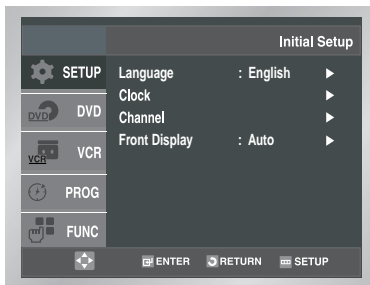 Initial Setup
SETUP
Language : English
Clock
DVD DVD
Channel
Front Display : Auto
VCR VCR
PROG
FUNC
ENTER RETURN SETUP